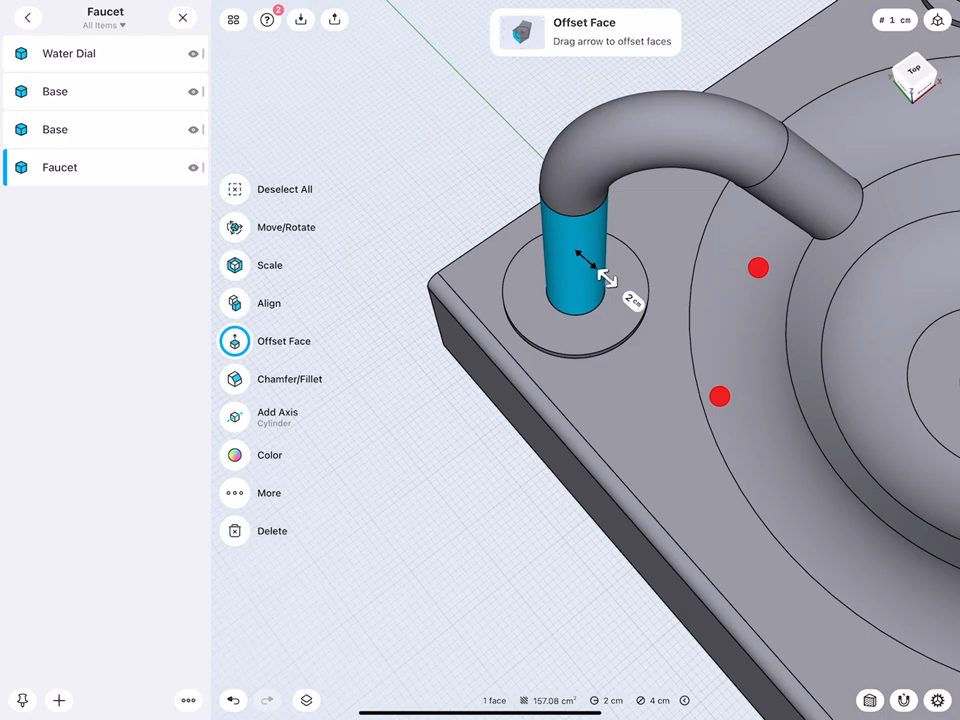 Faucet
All Items ▼
2
Offset Face
Drag arrow to offset faces
# 1 cm
Top
Y
X
Z
Water Dial
Base
Base
Faucet
Deselect All
Move/Rotate
Scale
Align
Offset Face
Chamfer/Fillet
Add Axis
Cylinder
Color
More
Delete
2 cm
1 face
157.08 cm²
2 cm
4 cm